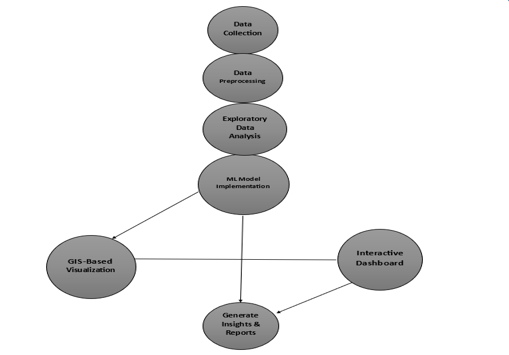 Data
Collection
Data
Preprocessing
Exploratory
Data
Analysis
ML Model
Implementation
GIS-Based
Visualization
Interactive
Dashboard
Generate
Insights &
Reports